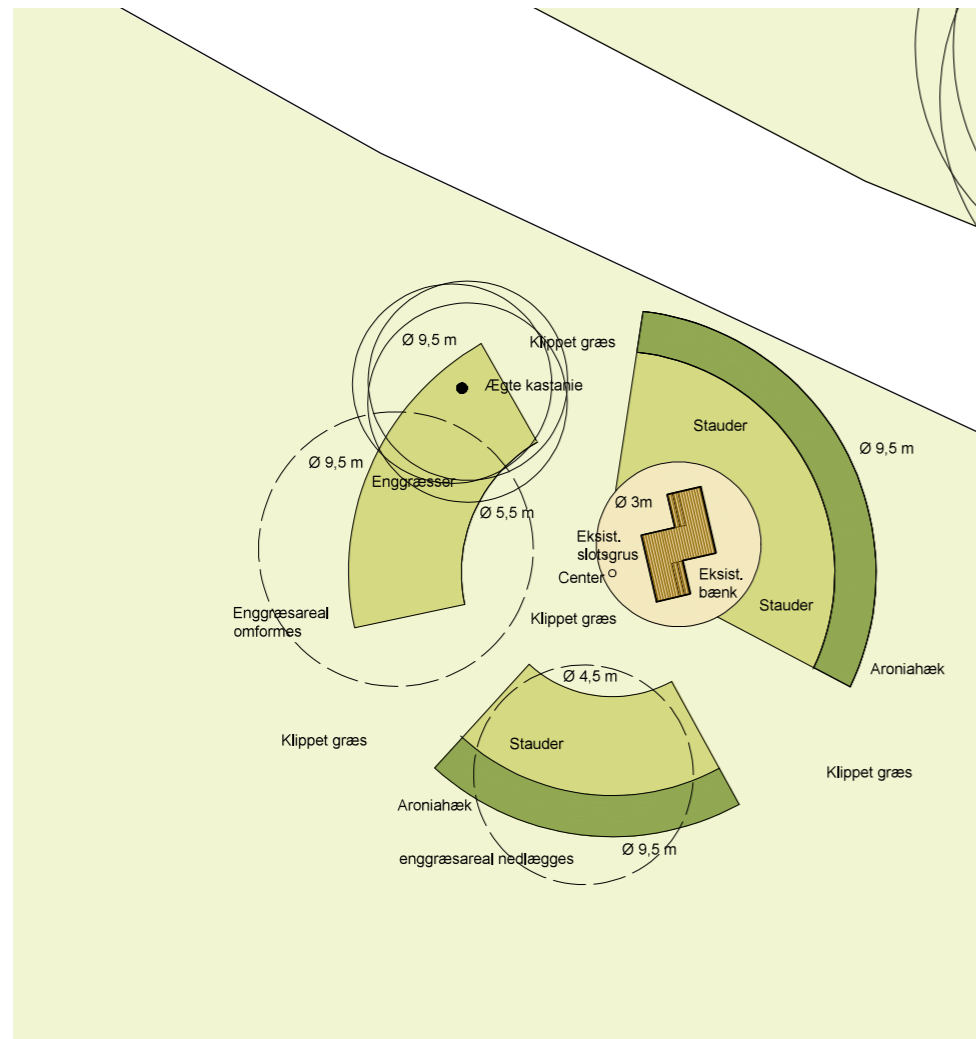 Ø 9,5 m
Klippet græs
Ægte kastanie
Stauder
Ø 9,5 m
Ø 9,5 m
Enggræsser
Ø 3m
Ø 5,5 m
Eksist.
slotsgrus
Center
Eksist.
bænk
Stauder
Enggræsareal
omformes
Klippet græs
Aroniahæk
Ø 4,5 m
Klippet græs
Stauder
Klippet græs
Aroniahæk
Ø 9,5 m
enggræsareal nedlægges